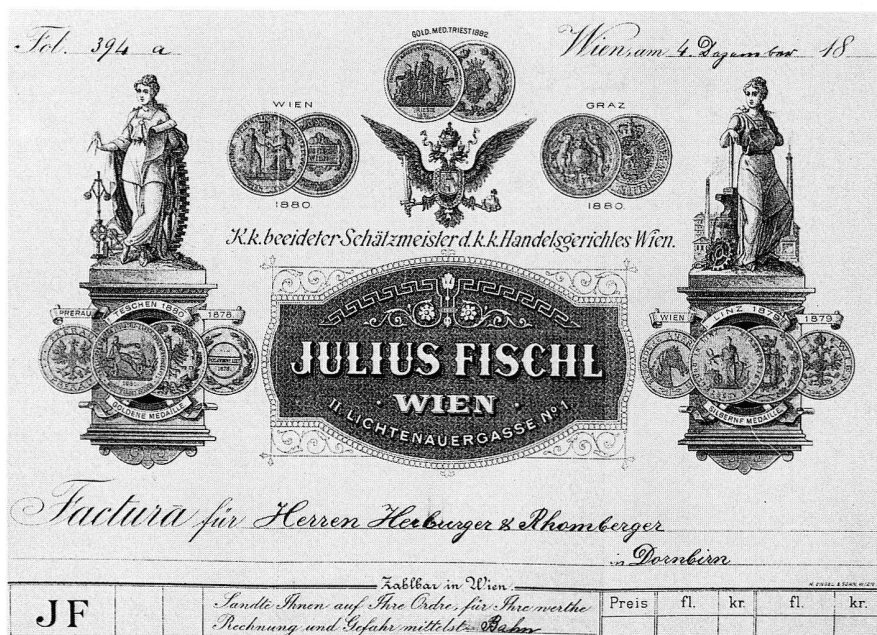 Fol. 394 a
Wien, am 4. Dezember 18
GOLD. MED. TRIEST 1882.
WIEN
1880.
GRAZ
1880.
K.k. beeideter Schätzmeister d. k.k. Handelsgerichtes Wien.
PRERAU TESCHEN 1880 1878.
GOLDENE MEDAILLE
WIEN LINZ 1879 1879.
SILBERNE MEDAILLE
JULIUS FISCHL
WIEN
II. LICHTENAUERGASSE No 1.
Factura für Herren Herburger & Rhomberger
in Dornbirn
Zahlbar in Wien.
JF
Sandte Ihnen auf Ihre Ordre, für Ihre werthe
Rechnung und Gefahr mittelst Bahn
Preis fl. kr. fl. kr.